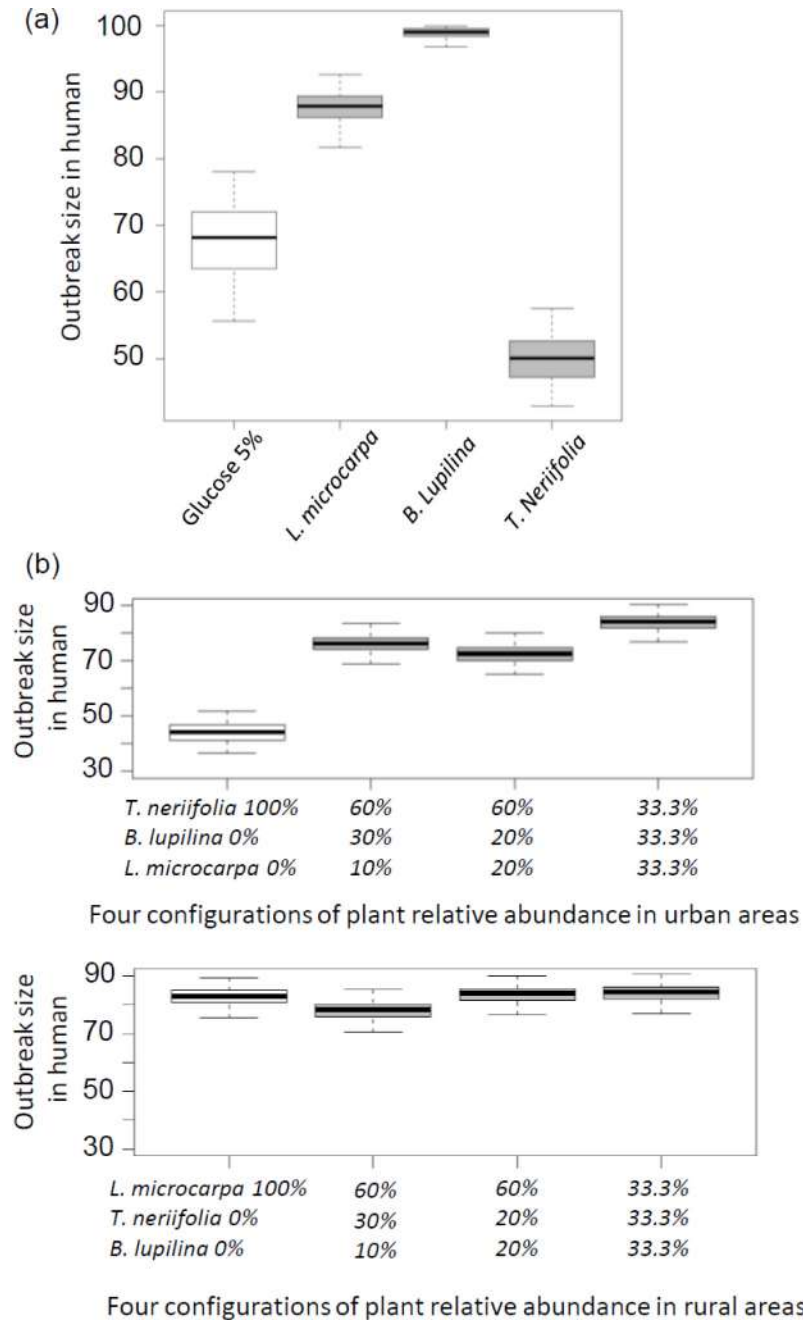 (a)
Outbreak size in human
100
90
80
70
60
50
Glucose 5%
L. microcarpa
B. Lupilina
T. Neriifolia
(b)
Outbreak size
in human
90
70
50
30
T. neriifolia 100% 60% 60% 33.3%
B. lupilina 0% 30% 20% 33.3%
L. microcarpa 0% 10% 20% 33.3%
Four configurations of plant relative abundance in urban areas
Outbreak size
in human
90
70
50
30
L. microcarpa 100% 60% 60% 33.3%
T. neriifolia 0% 30% 20% 33.3%
B. lupilina 0% 10% 20% 33.3%
Four configurations of plant relative abundance in rural areas